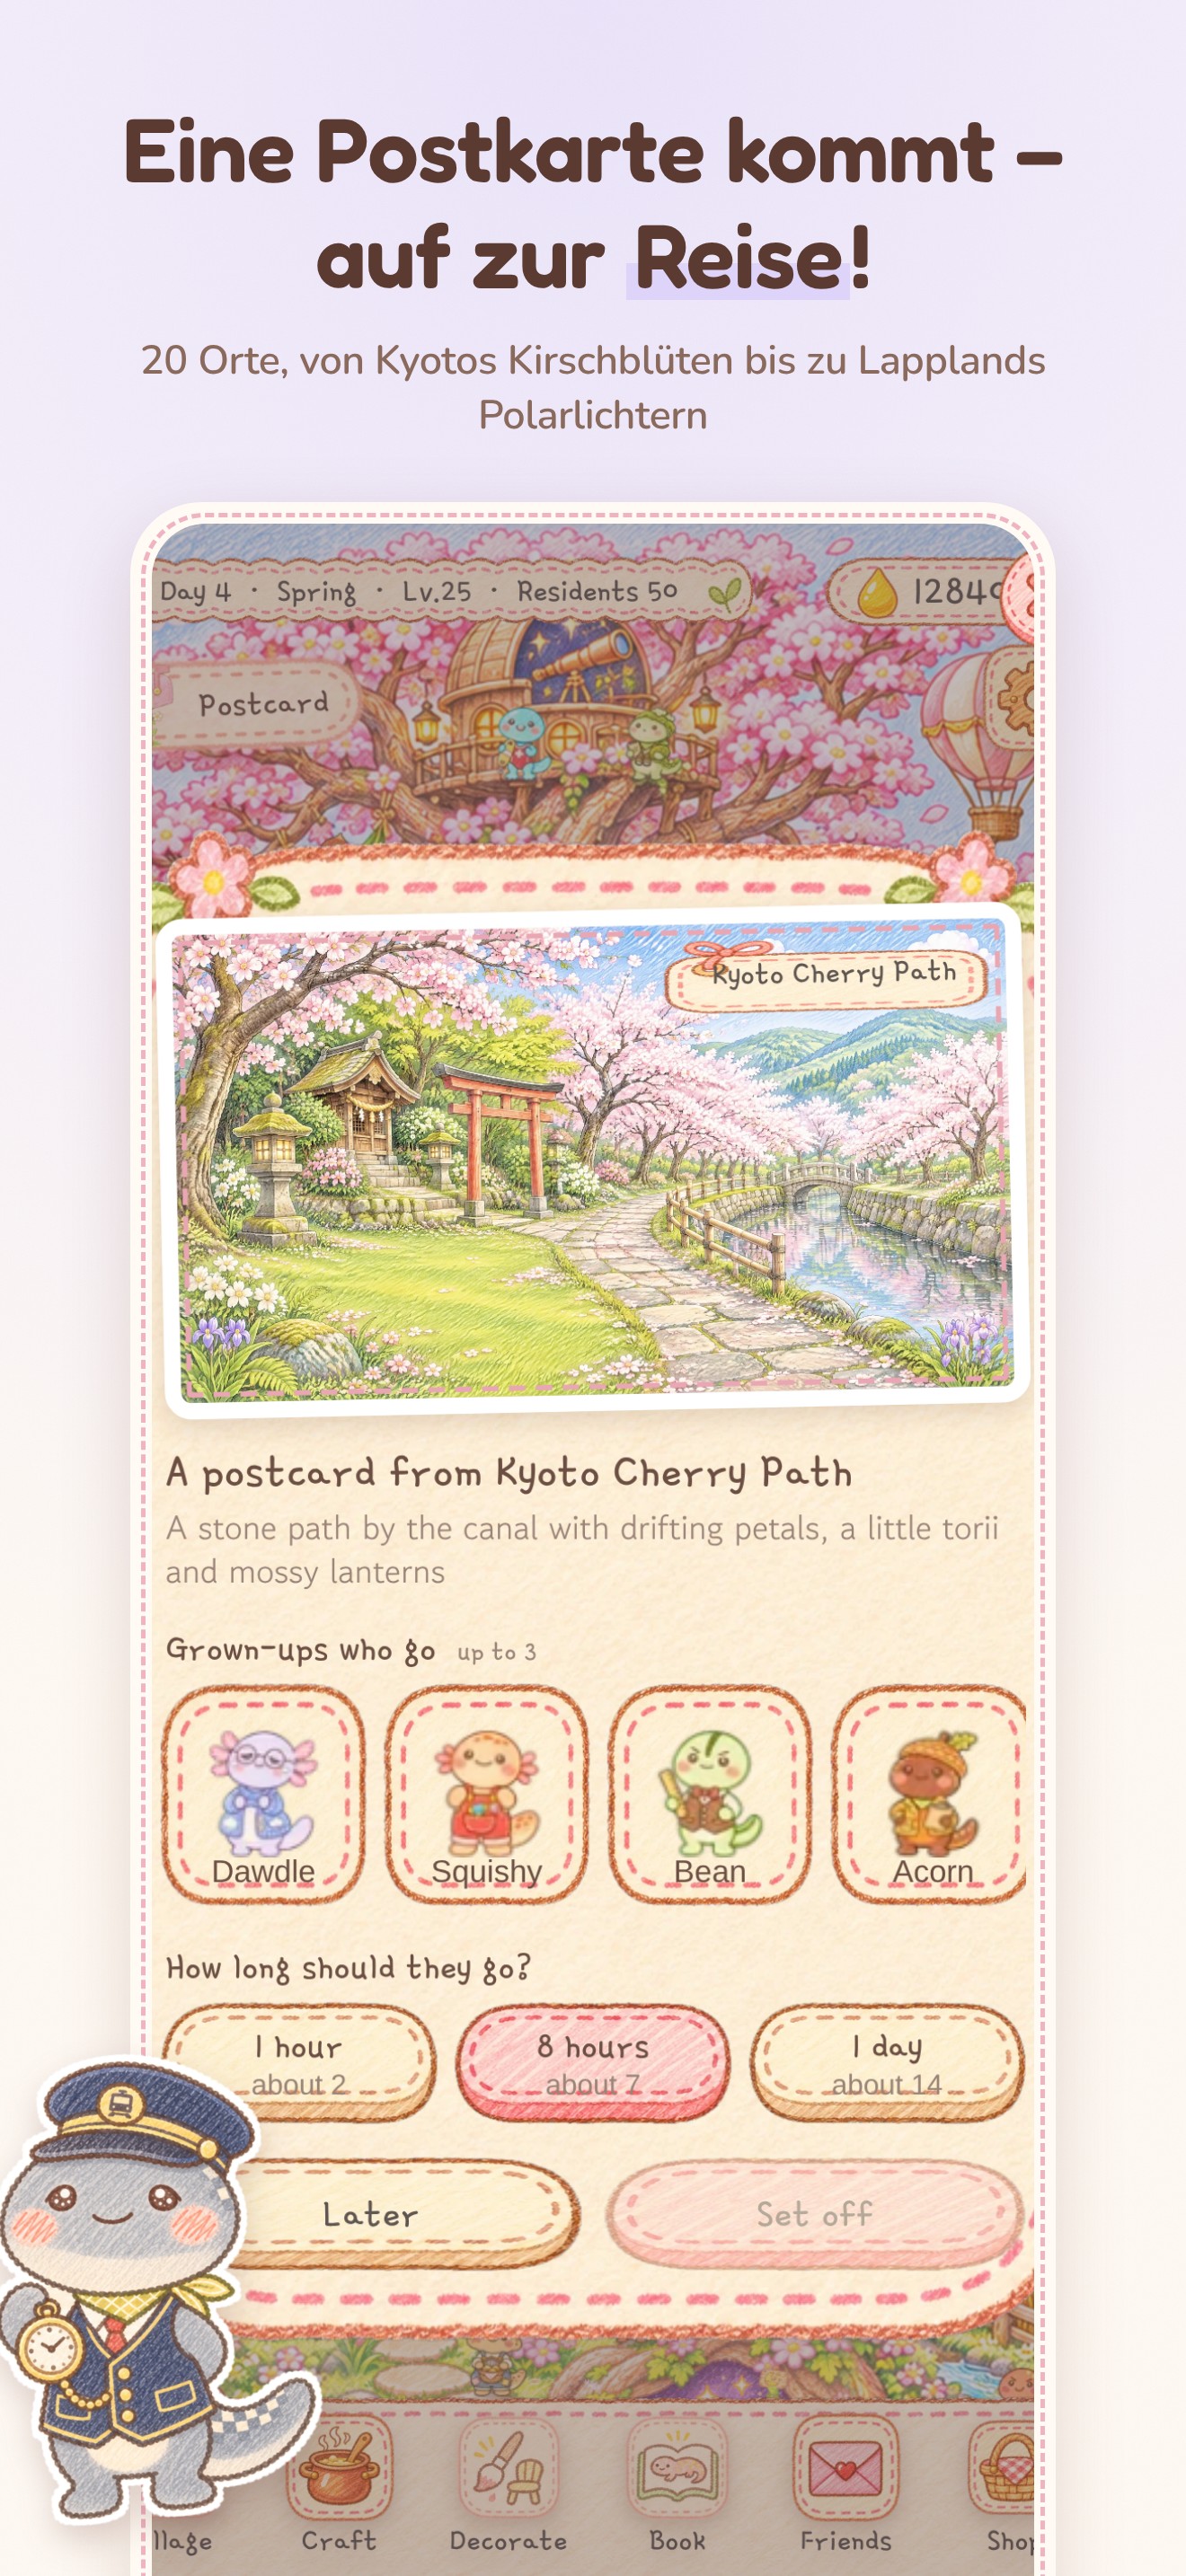 Eine Postkarte kommt –
auf zur Reise!
20 Orte, von Kyotos Kirschblüten bis zu Lapplands
Polarlichtern
Day 4 · Spring · Lv.25 · Residents 50
1284
Postcard
Kyoto Cherry Path
A postcard from Kyoto Cherry Path
A stone path by the canal with drifting petals, a little torii
and mossy lanterns
Grown-ups who go up to 3
Dawdle Squishy Bean Acorn
How long should they go?
1 hour 8 hours 1 day
about 2 about 7 about 14
Later Set off
llage Craft Decorate Book Friends Shop